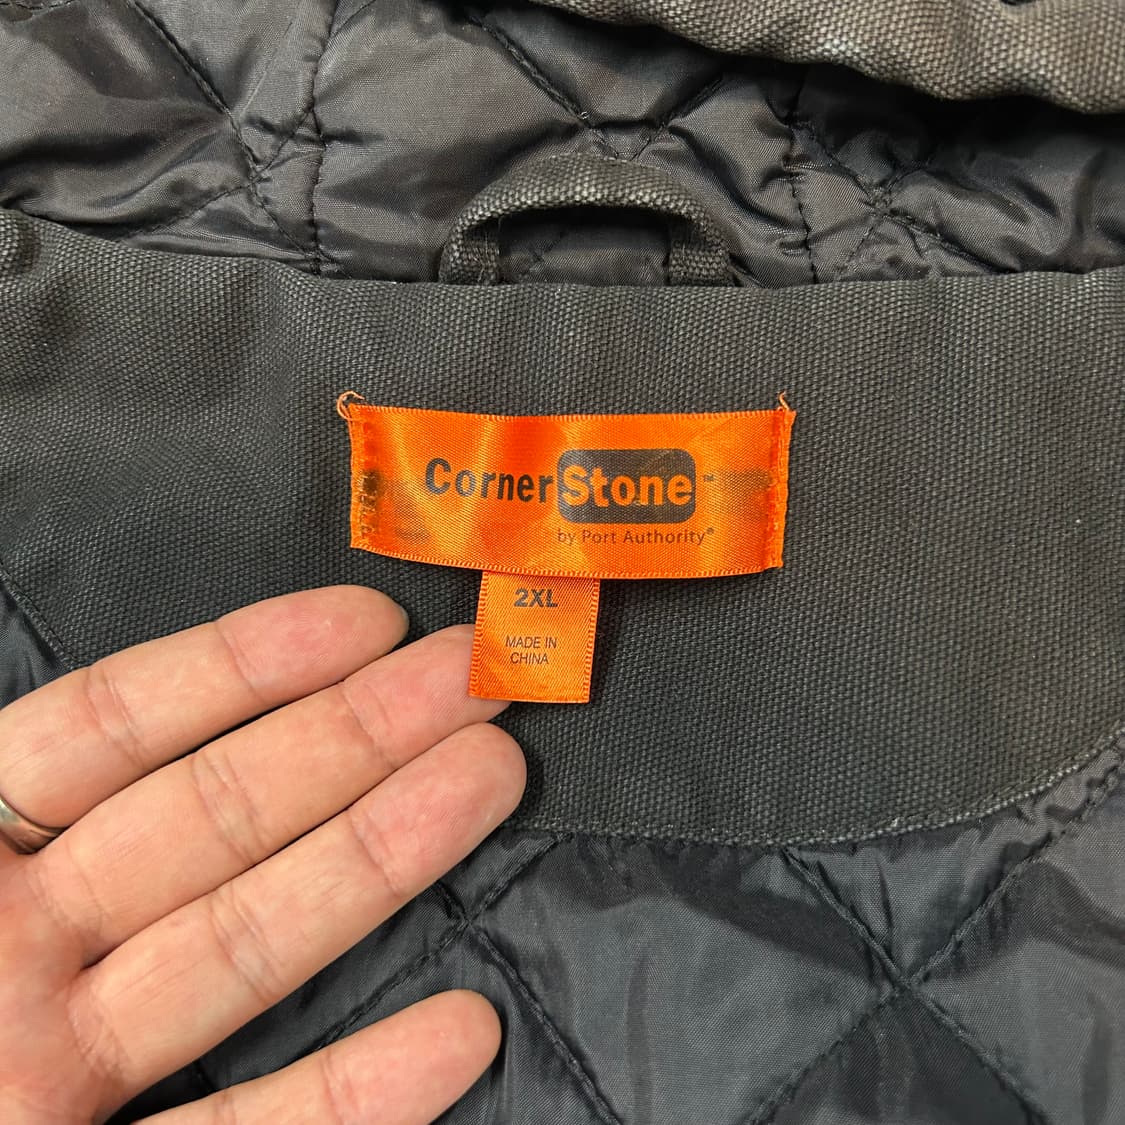 CornerStone™
by Port Authority®
2XL
MADE IN
CHINA